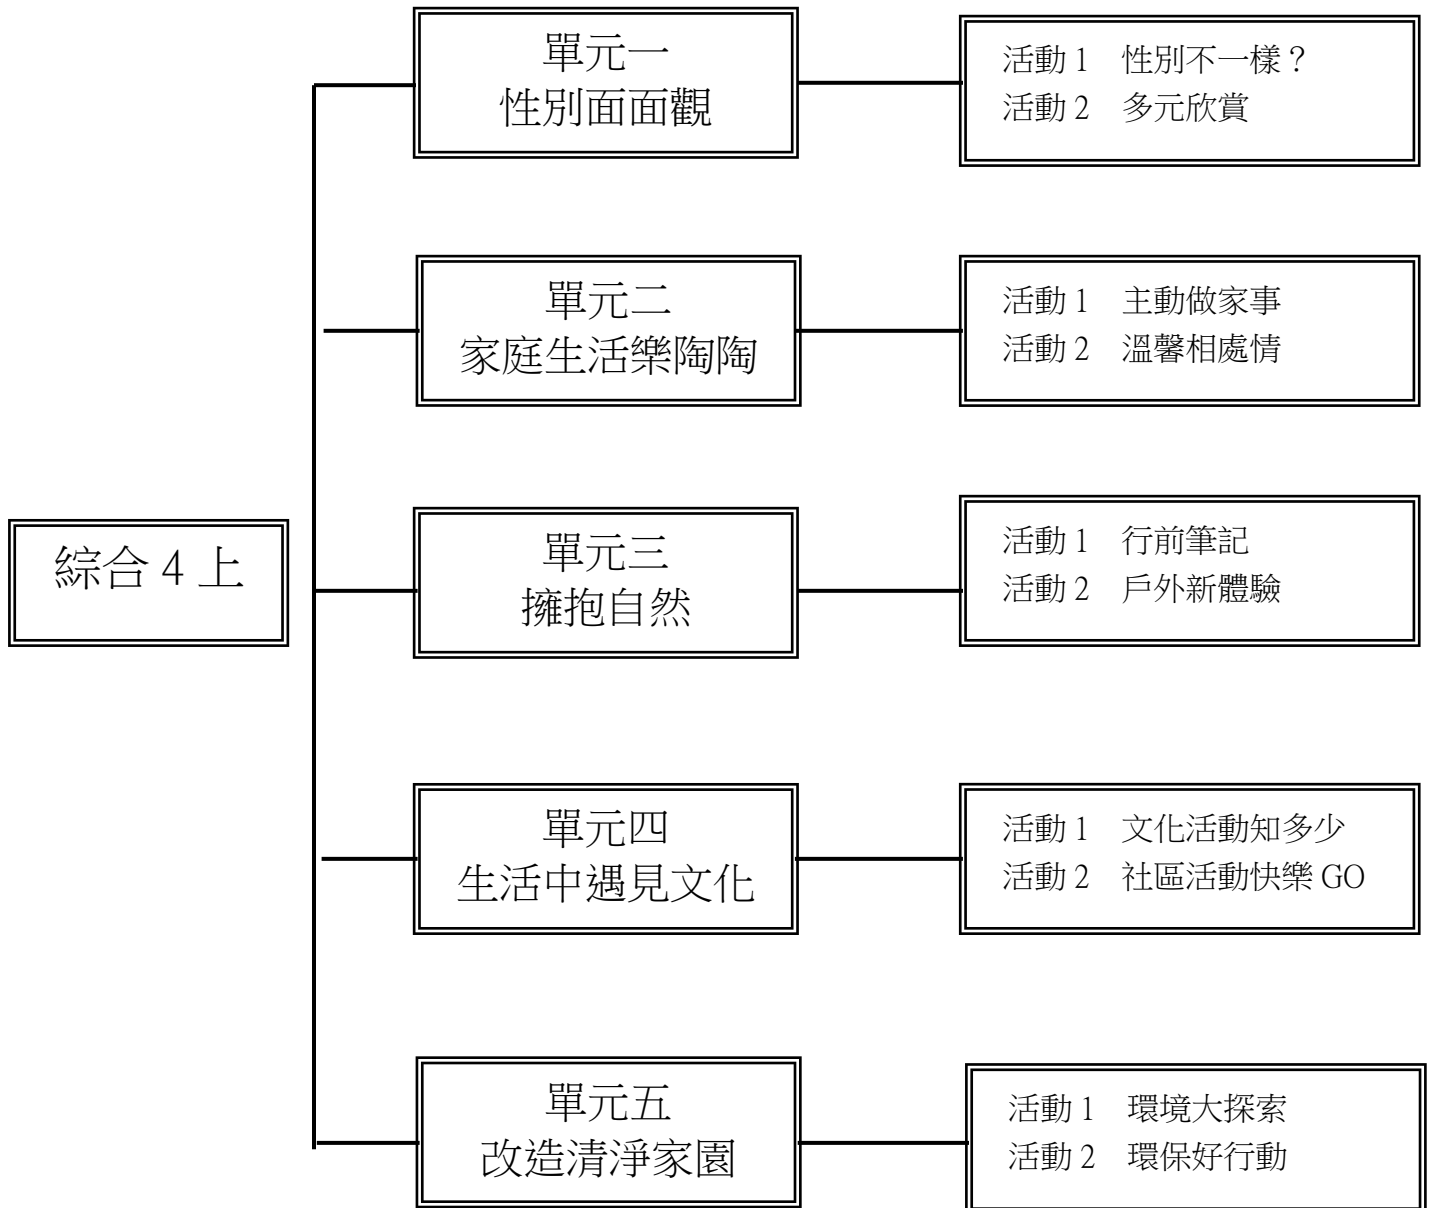 單元一
性別面面觀
活動 1　性別不一樣？
活動 2　多元欣賞
單元二
家庭生活樂陶陶
活動 1　主動做家事
活動 2　溫馨相處情
綜合 4 上
單元三
擁抱自然
活動 1　行前筆記
活動 2　戶外新體驗
單元四
生活中遇見文化
活動 1　文化活動知多少
活動 2　社區活動快樂 GO
單元五
改造清淨家園
活動 1　環境大探索
活動 2　環保好行動